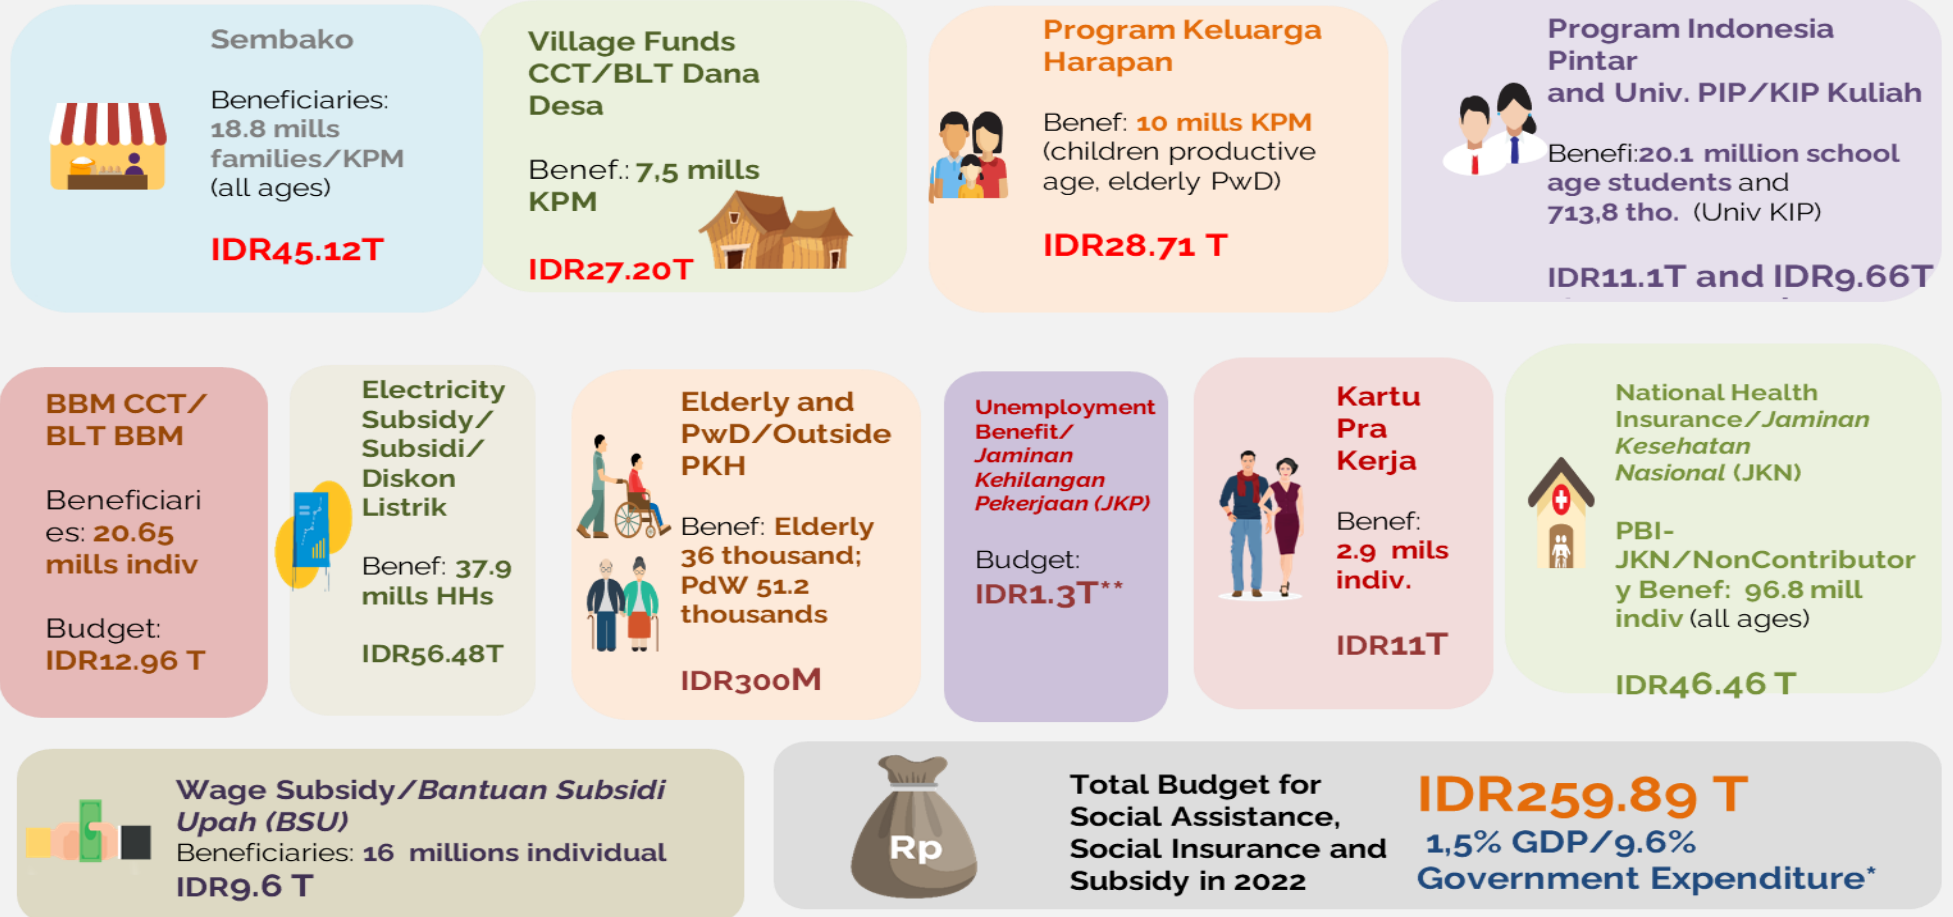 Sembako
Beneficiaries:
18.8 mills
families/KPM
(all ages)
IDR45.12T
Village Funds
CCT/BLT Dana
Desa
Benef.: 7,5 mills
KPM
IDR27.20T
Program Keluarga
Harapan
Benef: 10 mills KPM
(children productive
age, elderly PwD)
IDR28.71 T
Program Indonesia
Pintar
and Univ. PIP/KIP Kuliah
Benefi:20.1 million school
age students and
713,8 tho. (Univ KIP)
IDR11.1T and IDR9.66T
BBM CCT/
BLT BBM
Beneficiari
es: 20.65
mills indiv
Budget:
IDR12.96 T
Electricity
Subsidy/
Subsidi/
Diskon
Listrik
Benef: 37.9
mills HHs
IDR56.48T
Elderly and
PwD/Outside
PKH
Benef: Elderly
36 thousand;
PdW 51.2
thousands
IDR300M
Unemployment
Benefit/
Jaminan
Kehilangan
Pekerjaan (JKP)
Budget:
IDR1.3T**
Kartu
Pra
Kerja
Benef:
2.9 mils
indiv.
IDR11T
National Health
Insurance/Jaminan
Kesehatan
Nasional (JKN)
PBI-
JKN/NonContributor
y Benef: 96.8 mill
indiv (all ages)
IDR46.46 T
Wage Subsidy/Bantuan Subsidi
Upah (BSU)
Beneficiaries: 16 millions individual
IDR9.6 T
Rp
Total Budget for
Social Assistance,
Social Insurance and
Subsidy in 2022
IDR259.89 T
1,5% GDP/9.6%
Government Expenditure*